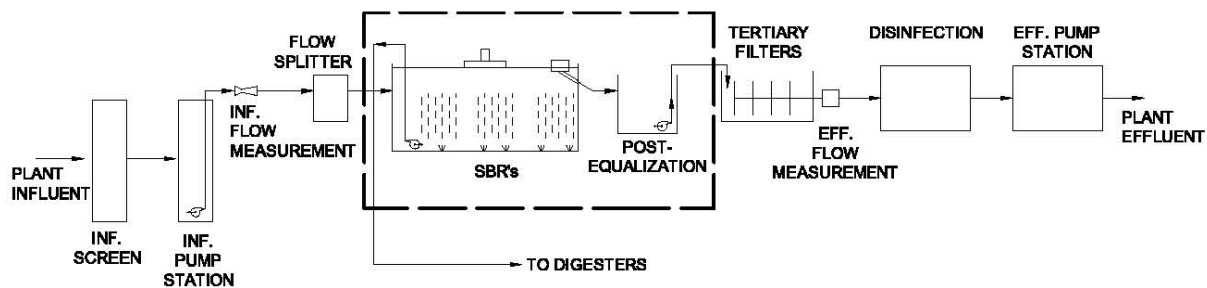 PLANT
INFLUENT
INF.
SCREEN
INF.
PUMP
STATION
INF.
FLOW
MEASUREMENT
FLOW
SPLITTER
SBR's
POST-
EQUALIZATION
TO DIGESTERS
TERTIARY
FILTERS
EFF.
FLOW
MEASUREMENT
DISINFECTION
EFF. PUMP
STATION
PLANT
EFFLUENT